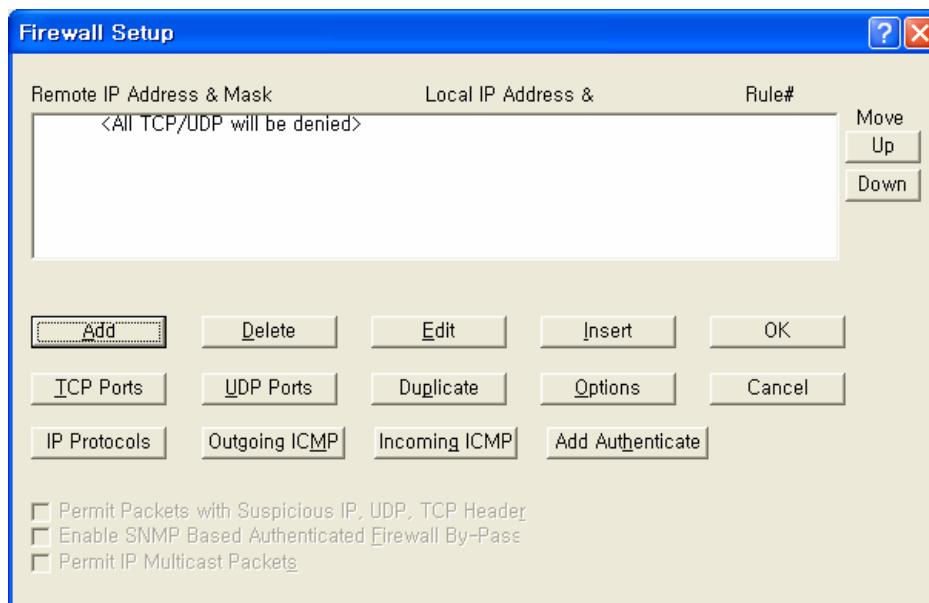 Firewall Setup
Remote IP Address & Mask Local IP Address & Rule#
<All TCP/UDP will be denied>
Move
Up
Down
Add Delete Edit Insert OK
TCP Ports UDP Ports Duplicate Options Cancel
IP Protocols Outgoing ICMP Incoming ICMP Add Authenticate
Permit Packets with Suspicious IP, UDP, TCP Header
Enable SNMP Based Authenticated Firewall By-Pass
Permit IP Multicast Packets